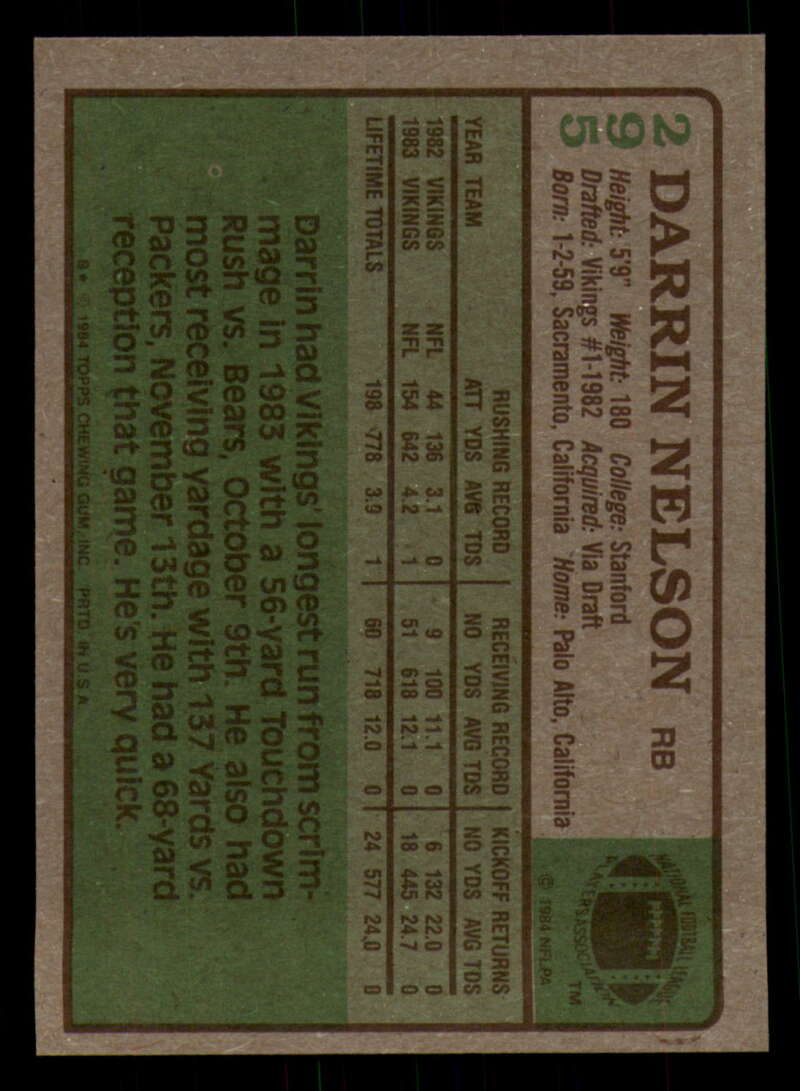 295
DARRIN NELSON RB
Height: 5'9" Weight: 180 College: Stanford
Drafted: Vikings #1-1982 Acquired: Via Draft
Born: 1-2-59, Sacramento, California Home: Palo Alto, California
NATIONAL FOOTBALL LEAGUE
PLAYERS ASSOCIATION
TM
© 1984 NFLPA
RUSHING RECORD RECEIVING RECORD KICKOFF RETURNS
YEAR TEAM ATT YDS AVG TDS NO YDS AVG TDS NO YDS AVG TDS
1982 VIKINGS NFL 44 136 3.1 0 9 100 11.1 0 6 132 22.0 0
1983 VIKINGS NFL 154 642 4.2 1 51 618 12.1 0 18 445 24.7 0
LIFETIME TOTALS 198 778 3.9 1 60 718 12.0 0 24 577 24.0 0
Darrin had Vikings' longest run from scrim-
mage in 1983 with a 56-yard Touchdown
Rush vs. Bears, October 9th. He also had
most receiving yardage with 137 Yards vs.
Packers, November 13th. He had a 68-yard
reception that game. He's very quick.
B* © 1984 TOPPS CHEWING GUM, INC. PRTD. IN U.S.A.